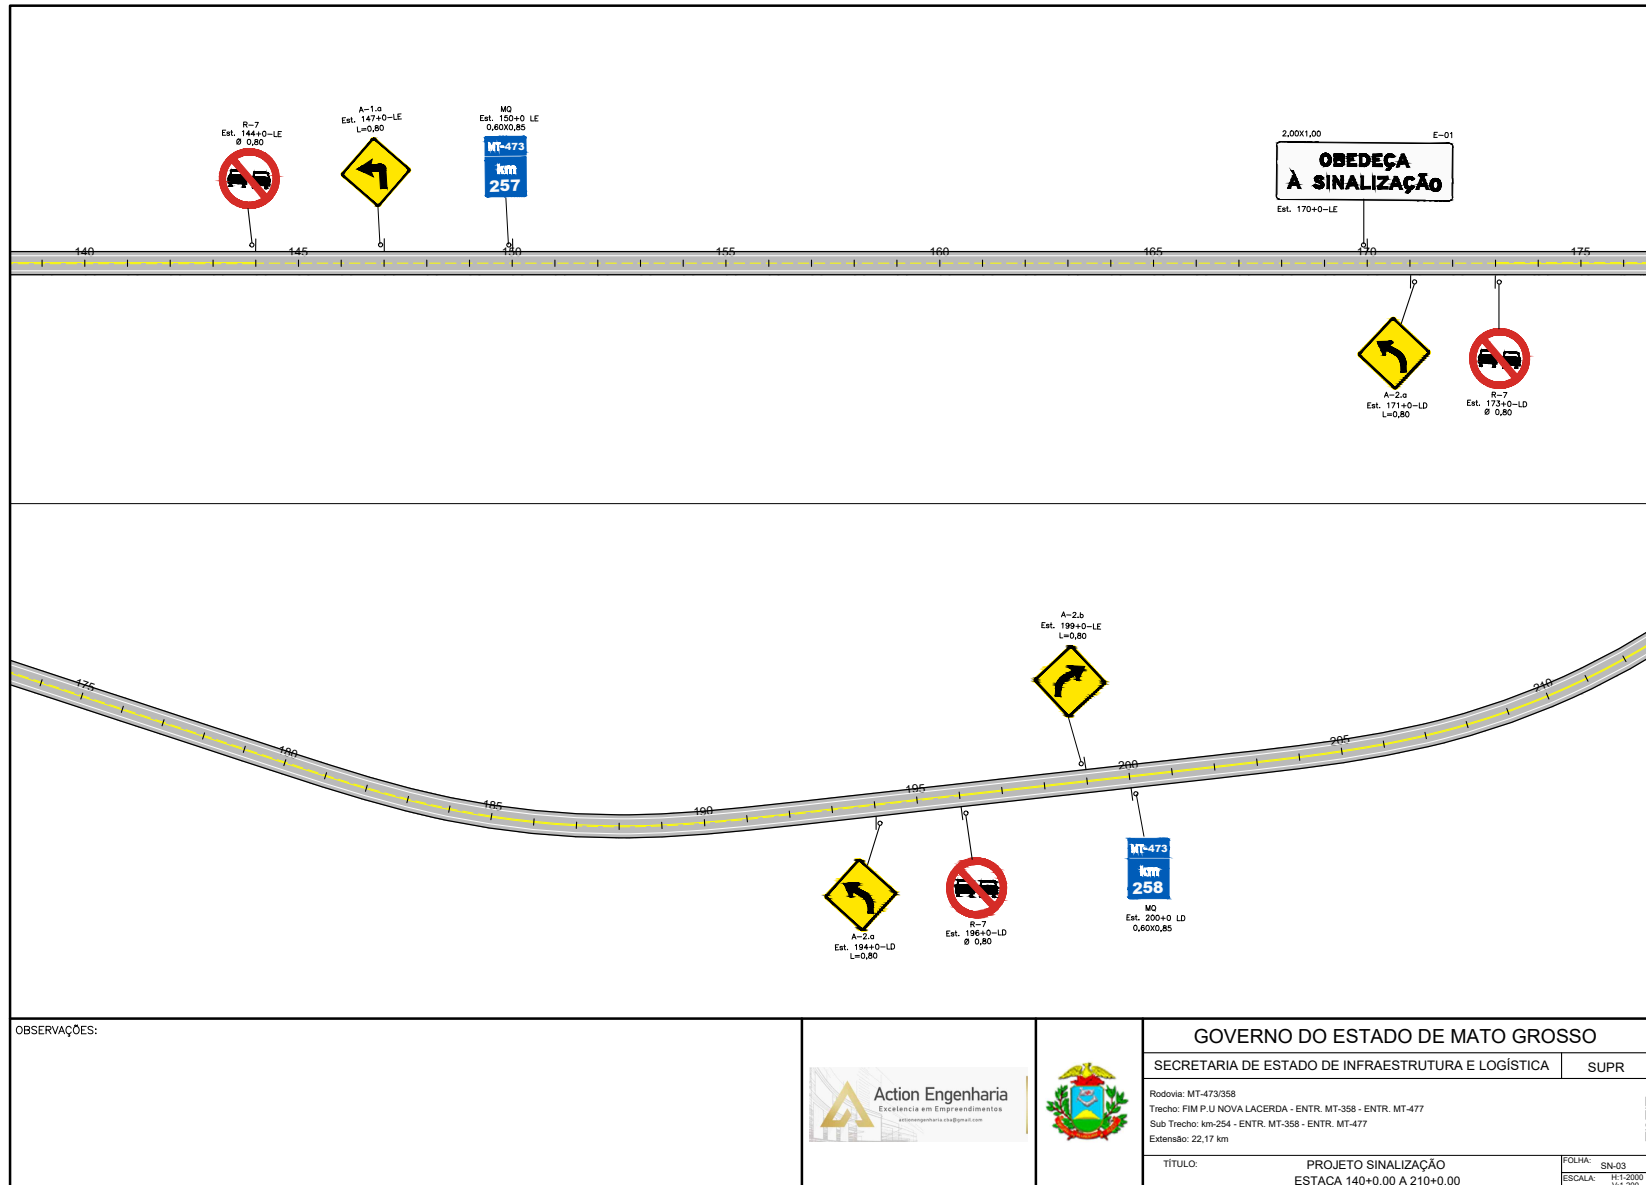 R-7
Est. 144+0-LE
Ø 0,80
A-1.a
Est. 147+0-LE
L=0,80
MQ
Est. 150+0 LE
0,60X0,85
MT-473
km
257
2,00X1,00 E-01
OBEDEÇA
À SINALIZAÇÃO
Est. 170+0-LE
140 145 150 155 160 165 170 175
A-2.a
Est. 171+0-LD
L=0,80
R-7
Est. 173+0-LD
Ø 0,80
A-2.b
Est. 199+0-LE
L=0,80
175 180 185 190 195 200 205 210
A-2.a
Est. 194+0-LD
L=0,80
R-7
Est. 196+0-LD
Ø 0,80
MT-473
km
258
MQ
Est. 200+0 LD
0,60X0,85
OBSERVAÇÕES:
Action Engenharia
Excelencia em Empreendimentos
actionengenharia.cba@gmail.com
GOVERNO DO ESTADO DE MATO GROSSO
SECRETARIA DE ESTADO DE INFRAESTRUTURA E LOGÍSTICA SUPR
Rodovia: MT-473/358
Trecho: FIM P.U NOVA LACERDA - ENTR. MT-358 - ENTR. MT-477
Sub Trecho: km-254 - ENTR. MT-358 - ENTR. MT-477
Extensão: 22,17 km
TÍTULO: PROJETO SINALIZAÇÃO
ESTACA 140+0,00 A 210+0,00
FOLHA: SN-03
ESCALA: H:1-2000